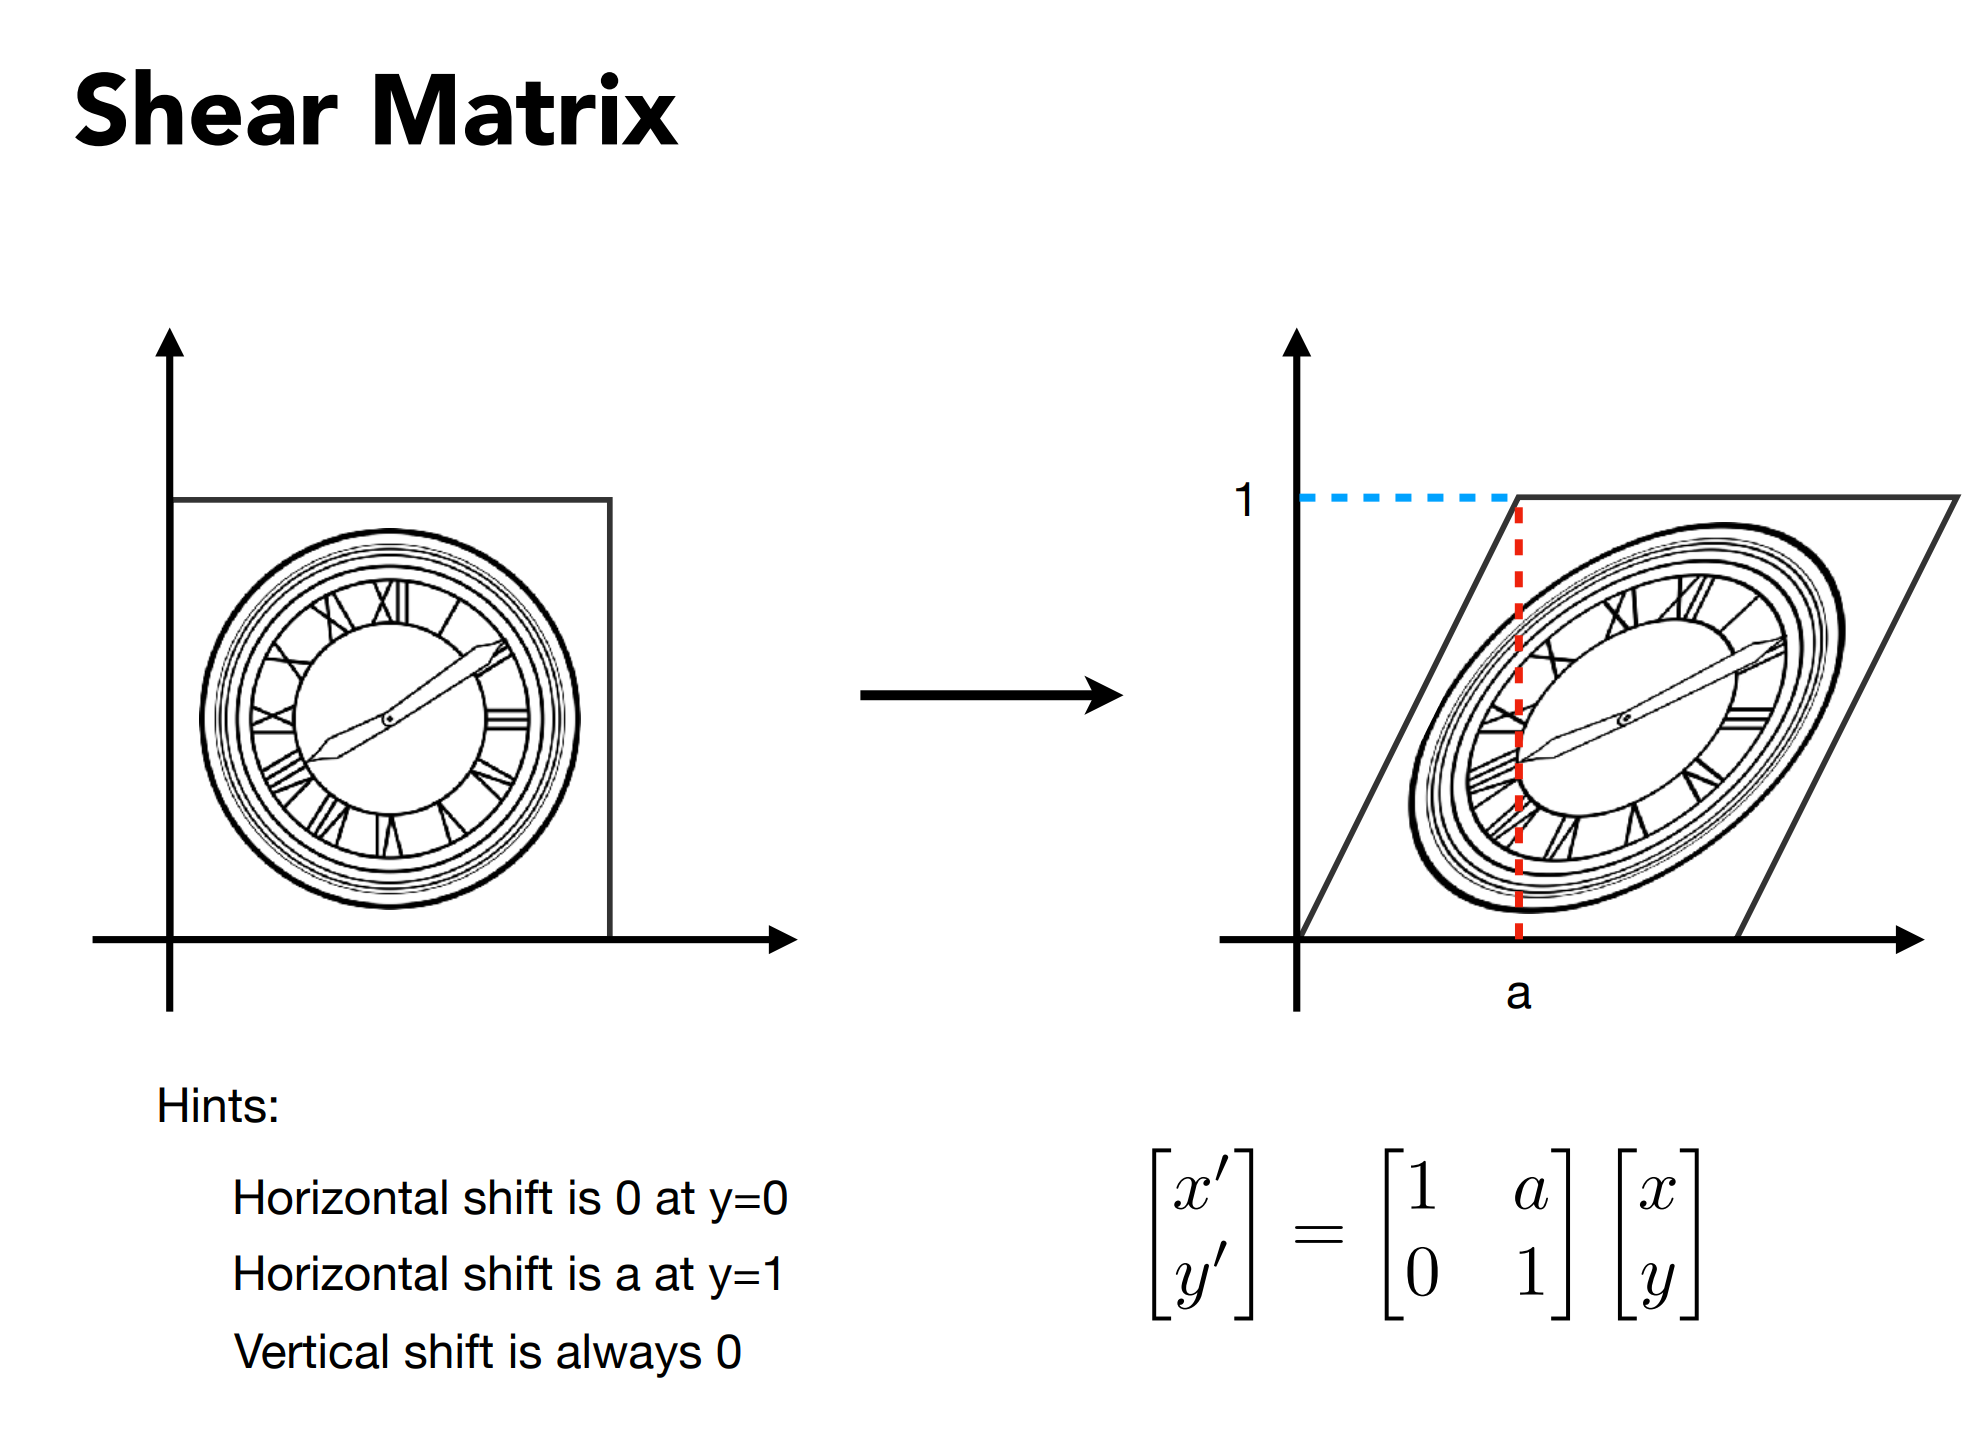 Shear Matrix
1
a
Hints:
Horizontal shift is 0 at y=0
Horizontal shift is a at y=1
Vertical shift is always 0
[x′ y′] = [1 a 0 1] [x y]